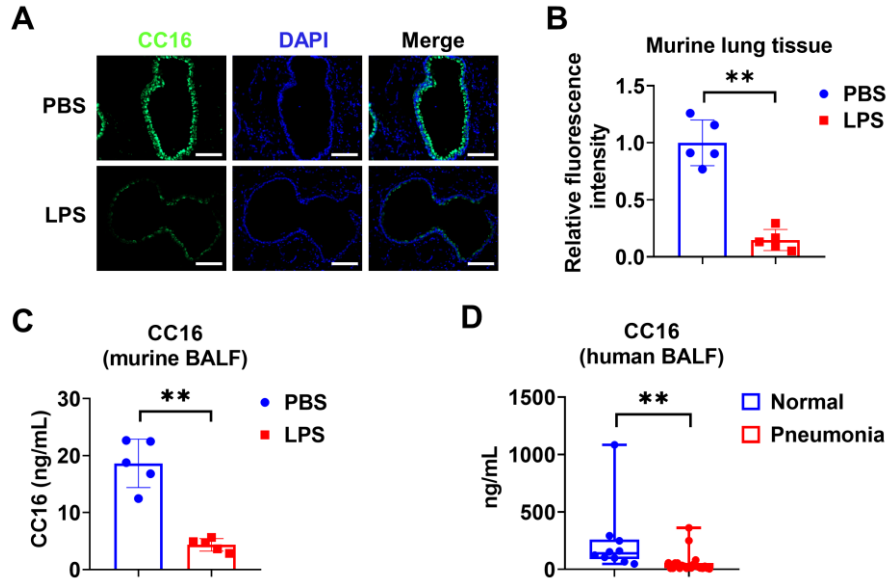 A
CC16 DAPI Merge
PBS
LPS
B
Murine lung tissue
Relative fluorescence
intensity
1.5
1.0
0.5
0.0
**
PBS
LPS
C
CC16
(murine BALF)
CC16 (ng/mL)
30
20
10
0
**
PBS
LPS
D
CC16
(human BALF)
ng/mL
1500
1000
500
0
**
Normal
Pneumonia